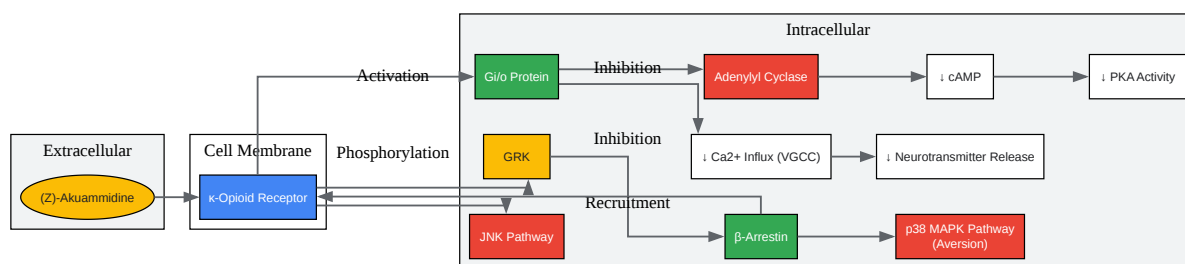 Intracellular
Activation
Gi/o Protein
Inhibition
Adenylyl Cyclase
↓ cAMP
↓ PKA Activity
Extracellular
Cell Membrane
Phosphorylation
GRK
Inhibition
↓ Ca2+ Influx (VGCC)
↓ Neurotransmitter Release
(Z)-Akuammidine
κ-Opioid Receptor
Recruitment
JNK Pathway
β-Arrestin
p38 MAPK Pathway
(Aversion)